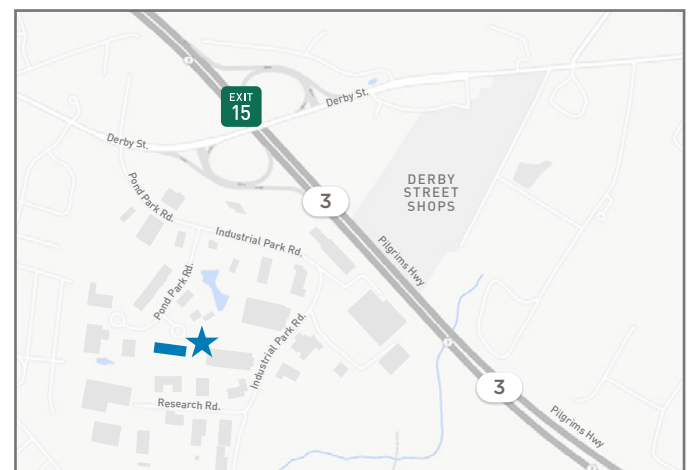 EXIT
15
Derby St.
Derby St.
DERBY
STREET
SHOPS
Pond Park Rd.
3
Industrial Park Rd.
Pilgrims Hwy
Pond Park Rd.
Industrial Park Rd.
3
Research Rd.
Pilgrims Hwy